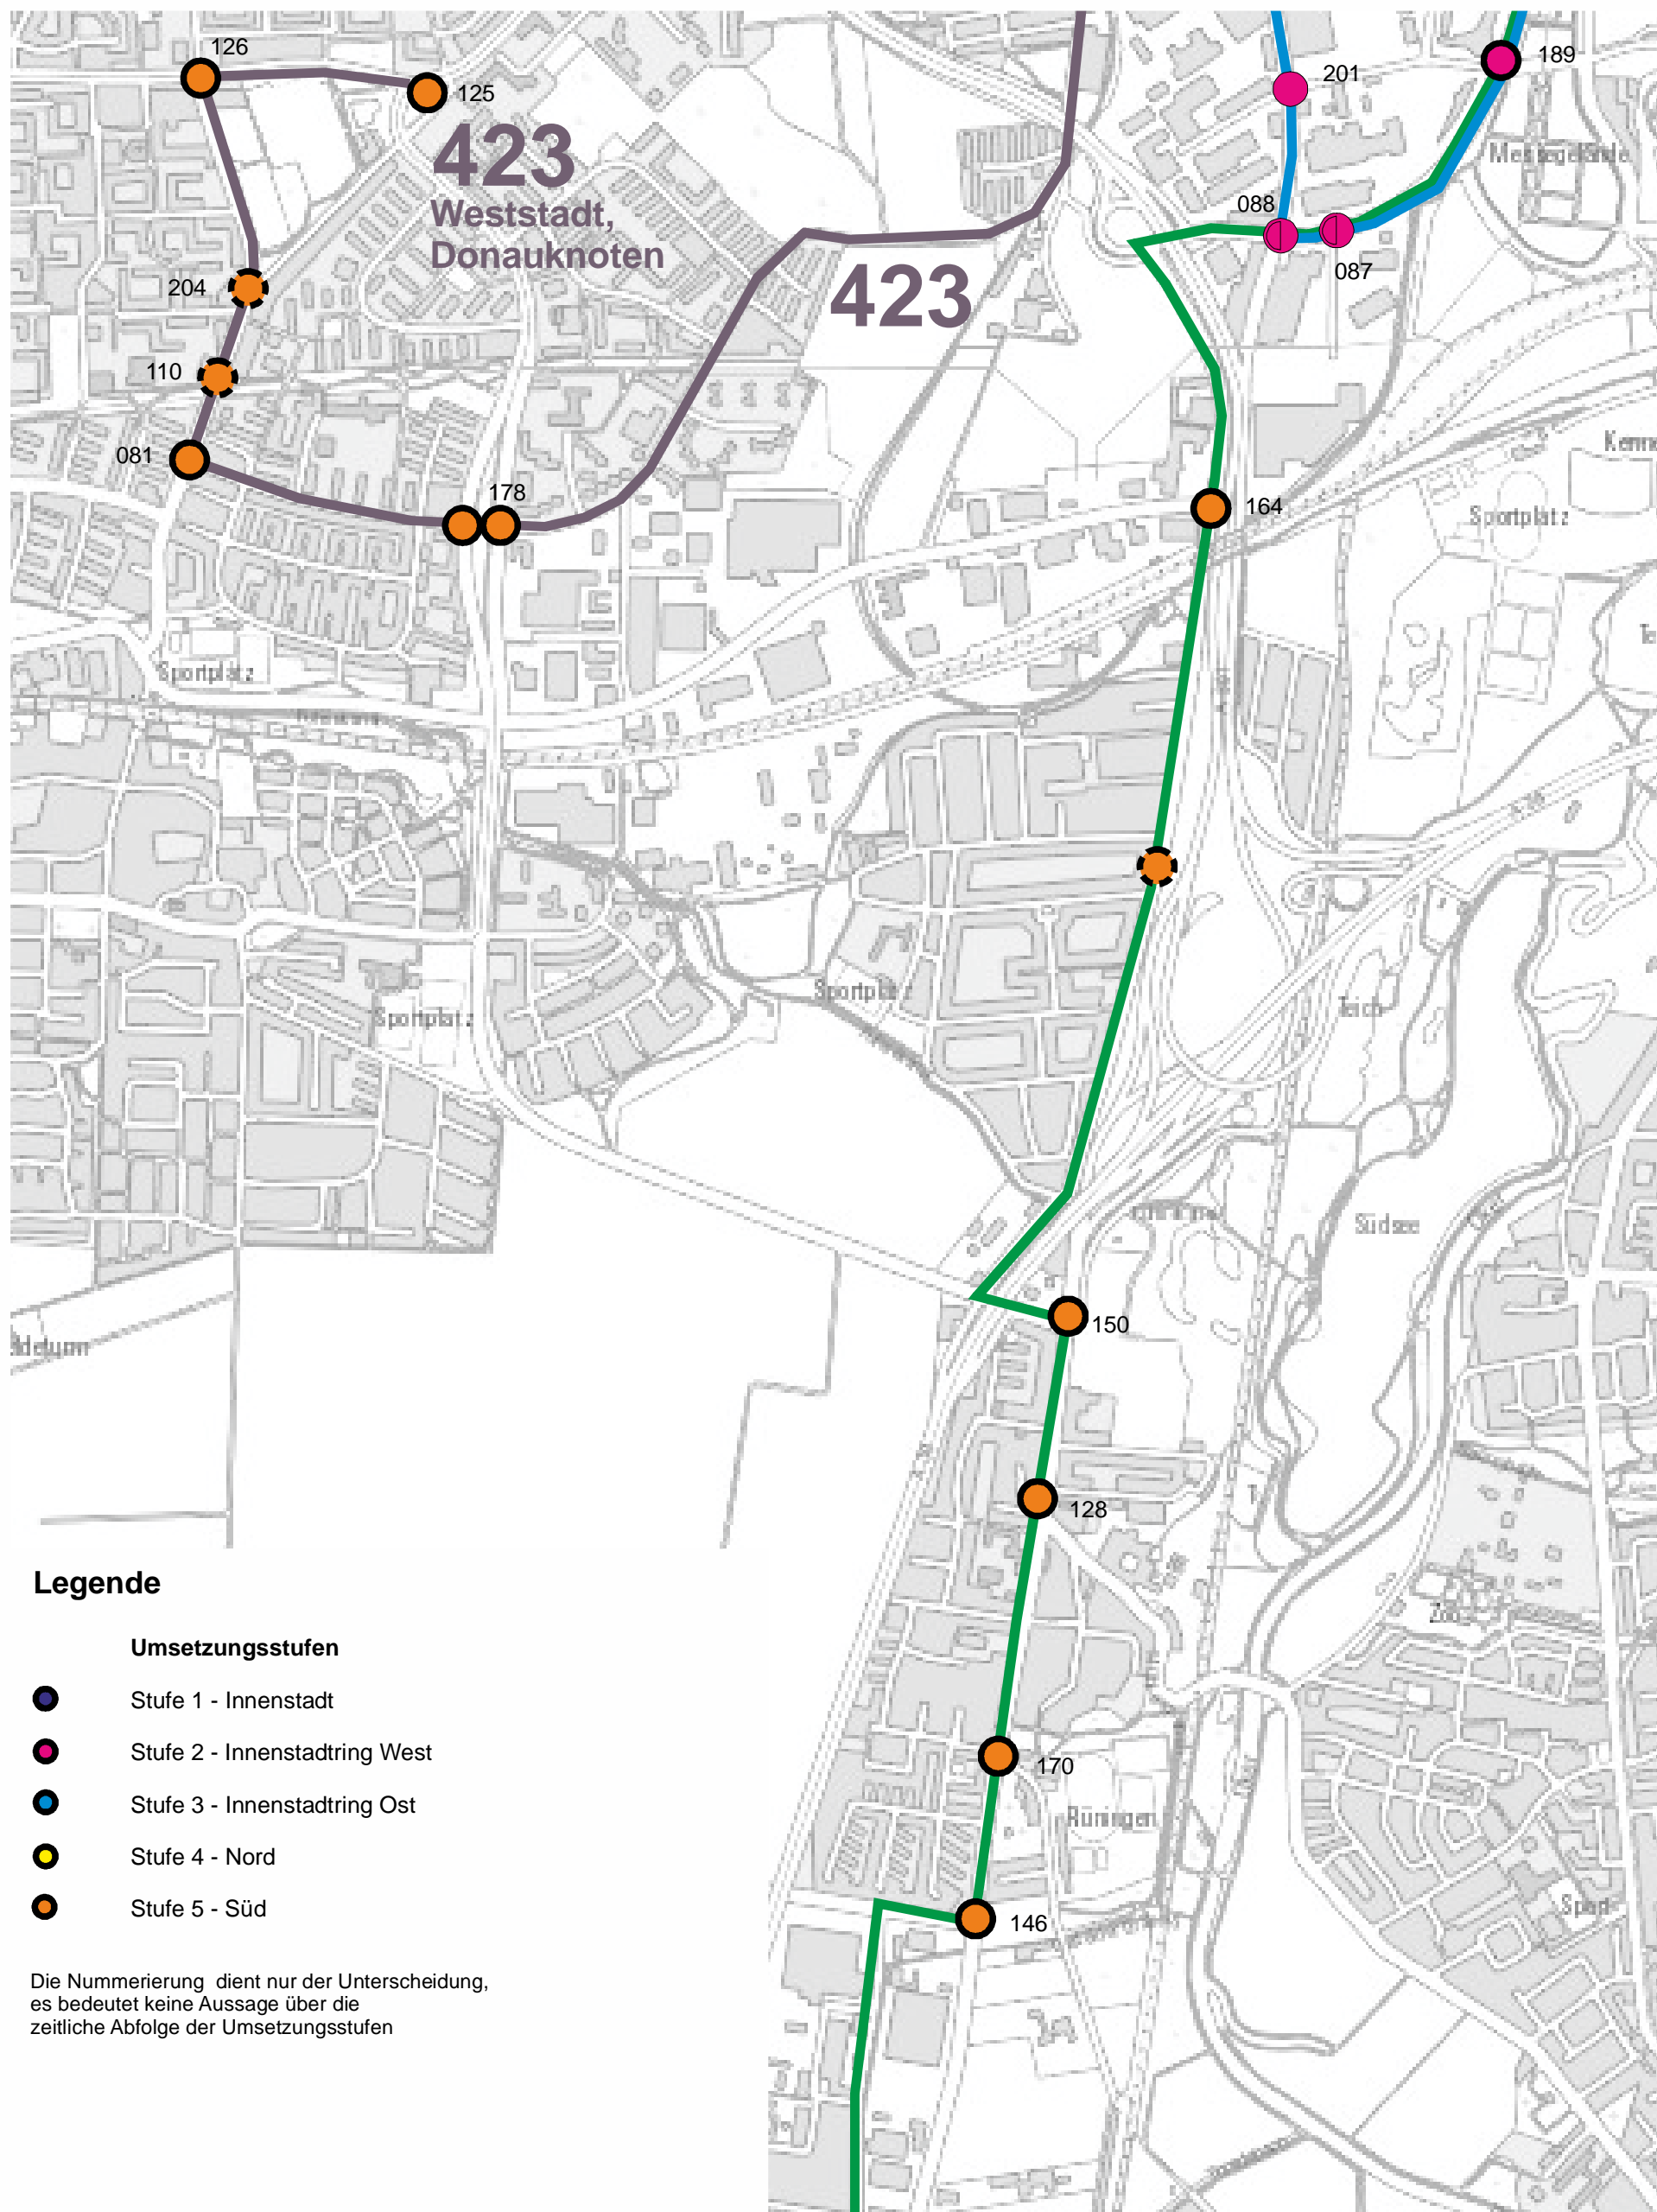 126
125
423
Weststadt,
Donauknoten
201
189
Messegelände
088
087
204
423
110
081
178
164
Sportplatz
Sportplatz
Sportplatz
Sportplatz
Teich
Südsee
150
128
Zoo
170
Rüningen
146
Legende
Umsetzungsstufen
Stufe 1 - Innenstadt
Stufe 2 - Innenstadtring West
Stufe 3 - Innenstadtring Ost
Stufe 4 - Nord
Stufe 5 - Süd
Die Nummerierung dient nur der Unterscheidung,
es bedeutet keine Aussage über die
zeitliche Abfolge der Umsetzungsstufen